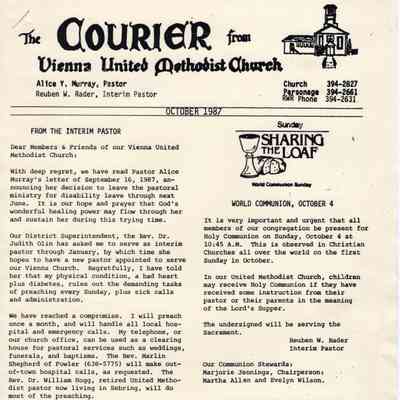 The COURIER from
Vienna United Methodist Church
Alice Y. Murray, Pastor
Reuben W. Rader, Interim Pastor
Church 394-2627
Parsonage 394-2661
RWR Phone 394-2631
OCTOBER 1987
FROM THE INTERIM PASTOR
Dear Members & Friends of our Vienna United
Methodist Church:
With deep regret, we have read Pastor Alice
Murray's letter of September 16, 1987, an-
nouncing her decision to leave the pastoral
ministry for disability leave through next
June. It is our hope and prayer that God's
wonderful healing power may flow through her
and sustain her during this trying time.
Our District Superintendent, the Rev. Dr.
Judith Olin has asked me to serve as interim
pastor through January, by which time she
hopes to have a new pastor appointed to serve
our Vienna Church. Regretfully, I have told
her that my physical condition, a bad heart
plus diabetes, rules out the demanding tasks
of preaching every Sunday, plus sick calls
and administration.
We have reached a compromise. I will preach
once a month, and will handle all local hos-
pital and emergency calls. My telephone, or
our church office, can be used as a clearing
house for pastoral services such as weddings,
funerals, and baptisms. The Rev. Harlin
Shepherd of Fowler (638-5775) will make out-
of-town hospital calls, as requested. The
Rev. Dr. William Hogg, retired United Metho-
dist pastor now living in Sebring, will do
most of the preaching.
Sunday
SHARING
THE
LOAF
World Communion Sunday
WORLD COMMUNION, OCTOBER 4
It is very important and urgent that all
members of our congregation be present for
Holy Communion on Sunday, October 4 at
10:45 A.M. This is observed in Christian
Churches all over the world on the first
Sunday in October.
In our United Methodist Church, children
may receive Holy Communion if they have
received some instruction from their
pastor or their parents in the meaning
of the Lord's Supper.
The undersigned will be serving the
Sacrament.
Reuben W. Rader
Interim Pastor
Our Communion Stewards:
Marjorie Jennings, Chairperson;
Martha Allen and Evelyn Wilson.